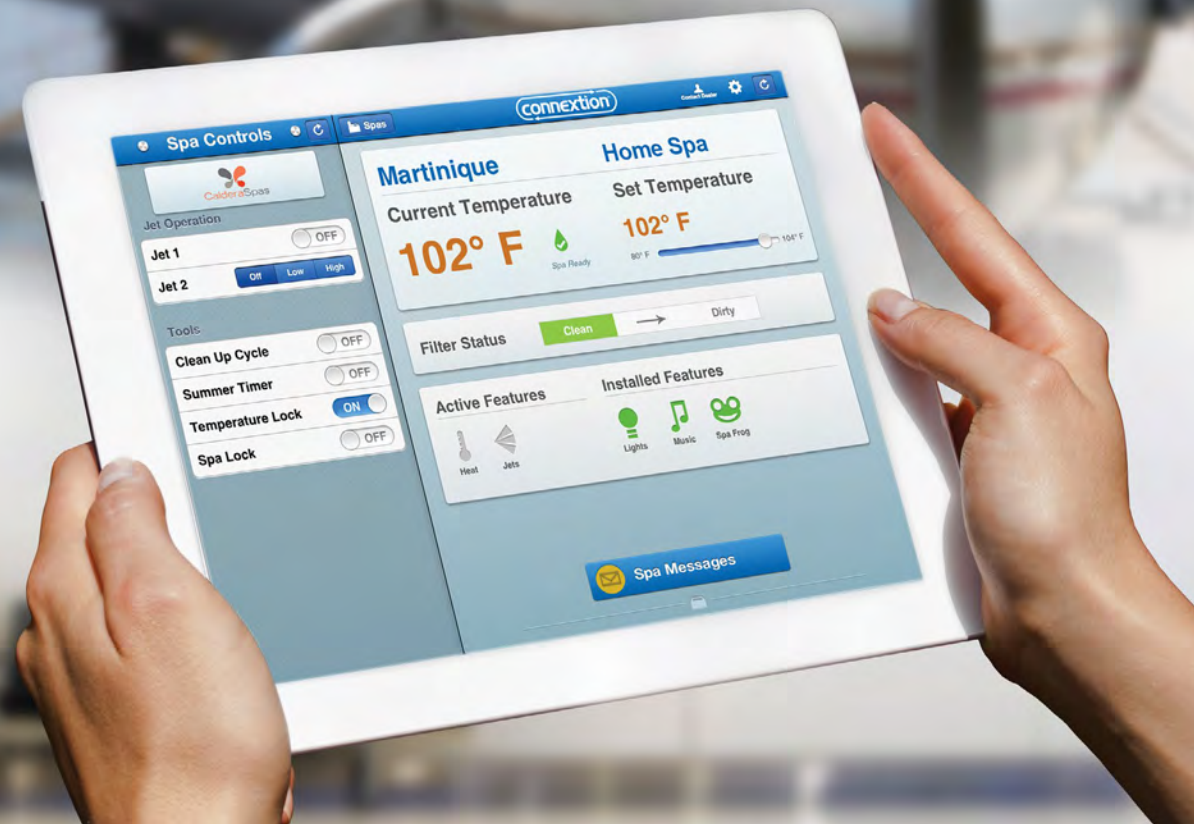 Spa Controls
Spas
connextion
Contact Dealer
CalderaSpas
Jet Operation
Jet 1
OFF
Jet 2
Off Low High
Tools
Clean Up Cycle
OFF
Summer Timer
OFF
Temperature Lock
ON
Spa Lock
OFF
Martinique
Home Spa
Current Temperature
Set Temperature
102° F
Spa Ready
102° F
80° F
104° F
Filter Status
Clean
Dirty
Active Features
Installed Features
Heat
Jets
Lights
Music
Spa Frog
Spa Messages